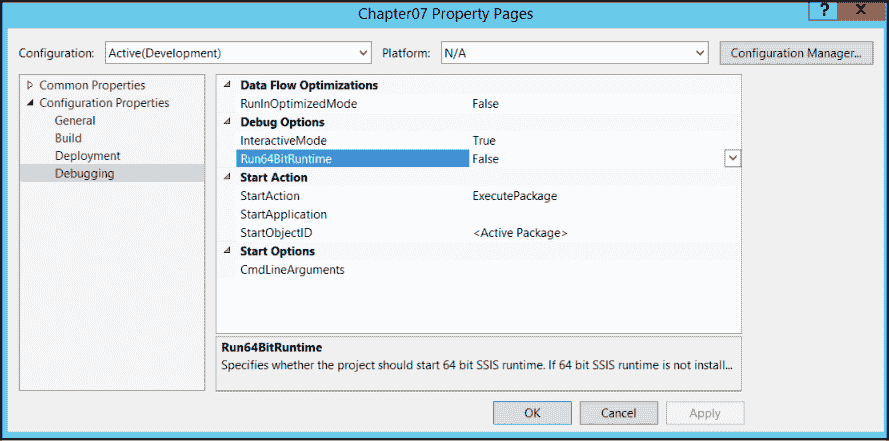 Chapter07 Property Pages
?
Configuration: Active(Development) Platform: N/A Configuration Manager...
Common Properties
Configuration Properties
General
Build
Deployment
Debugging
Data Flow Optimizations
RunInOptimizedMode False
Debug Options
InteractiveMode True
Run64BitRuntime False
Start Action
StartAction ExecutePackage
StartApplication
StartObjectID <Active Package>
Start Options
CmdLineArguments
Run64BitRuntime
Specifies whether the project should start 64 bit SSIS runtime. If 64 bit SSIS runtime is not install...
OK Cancel Apply